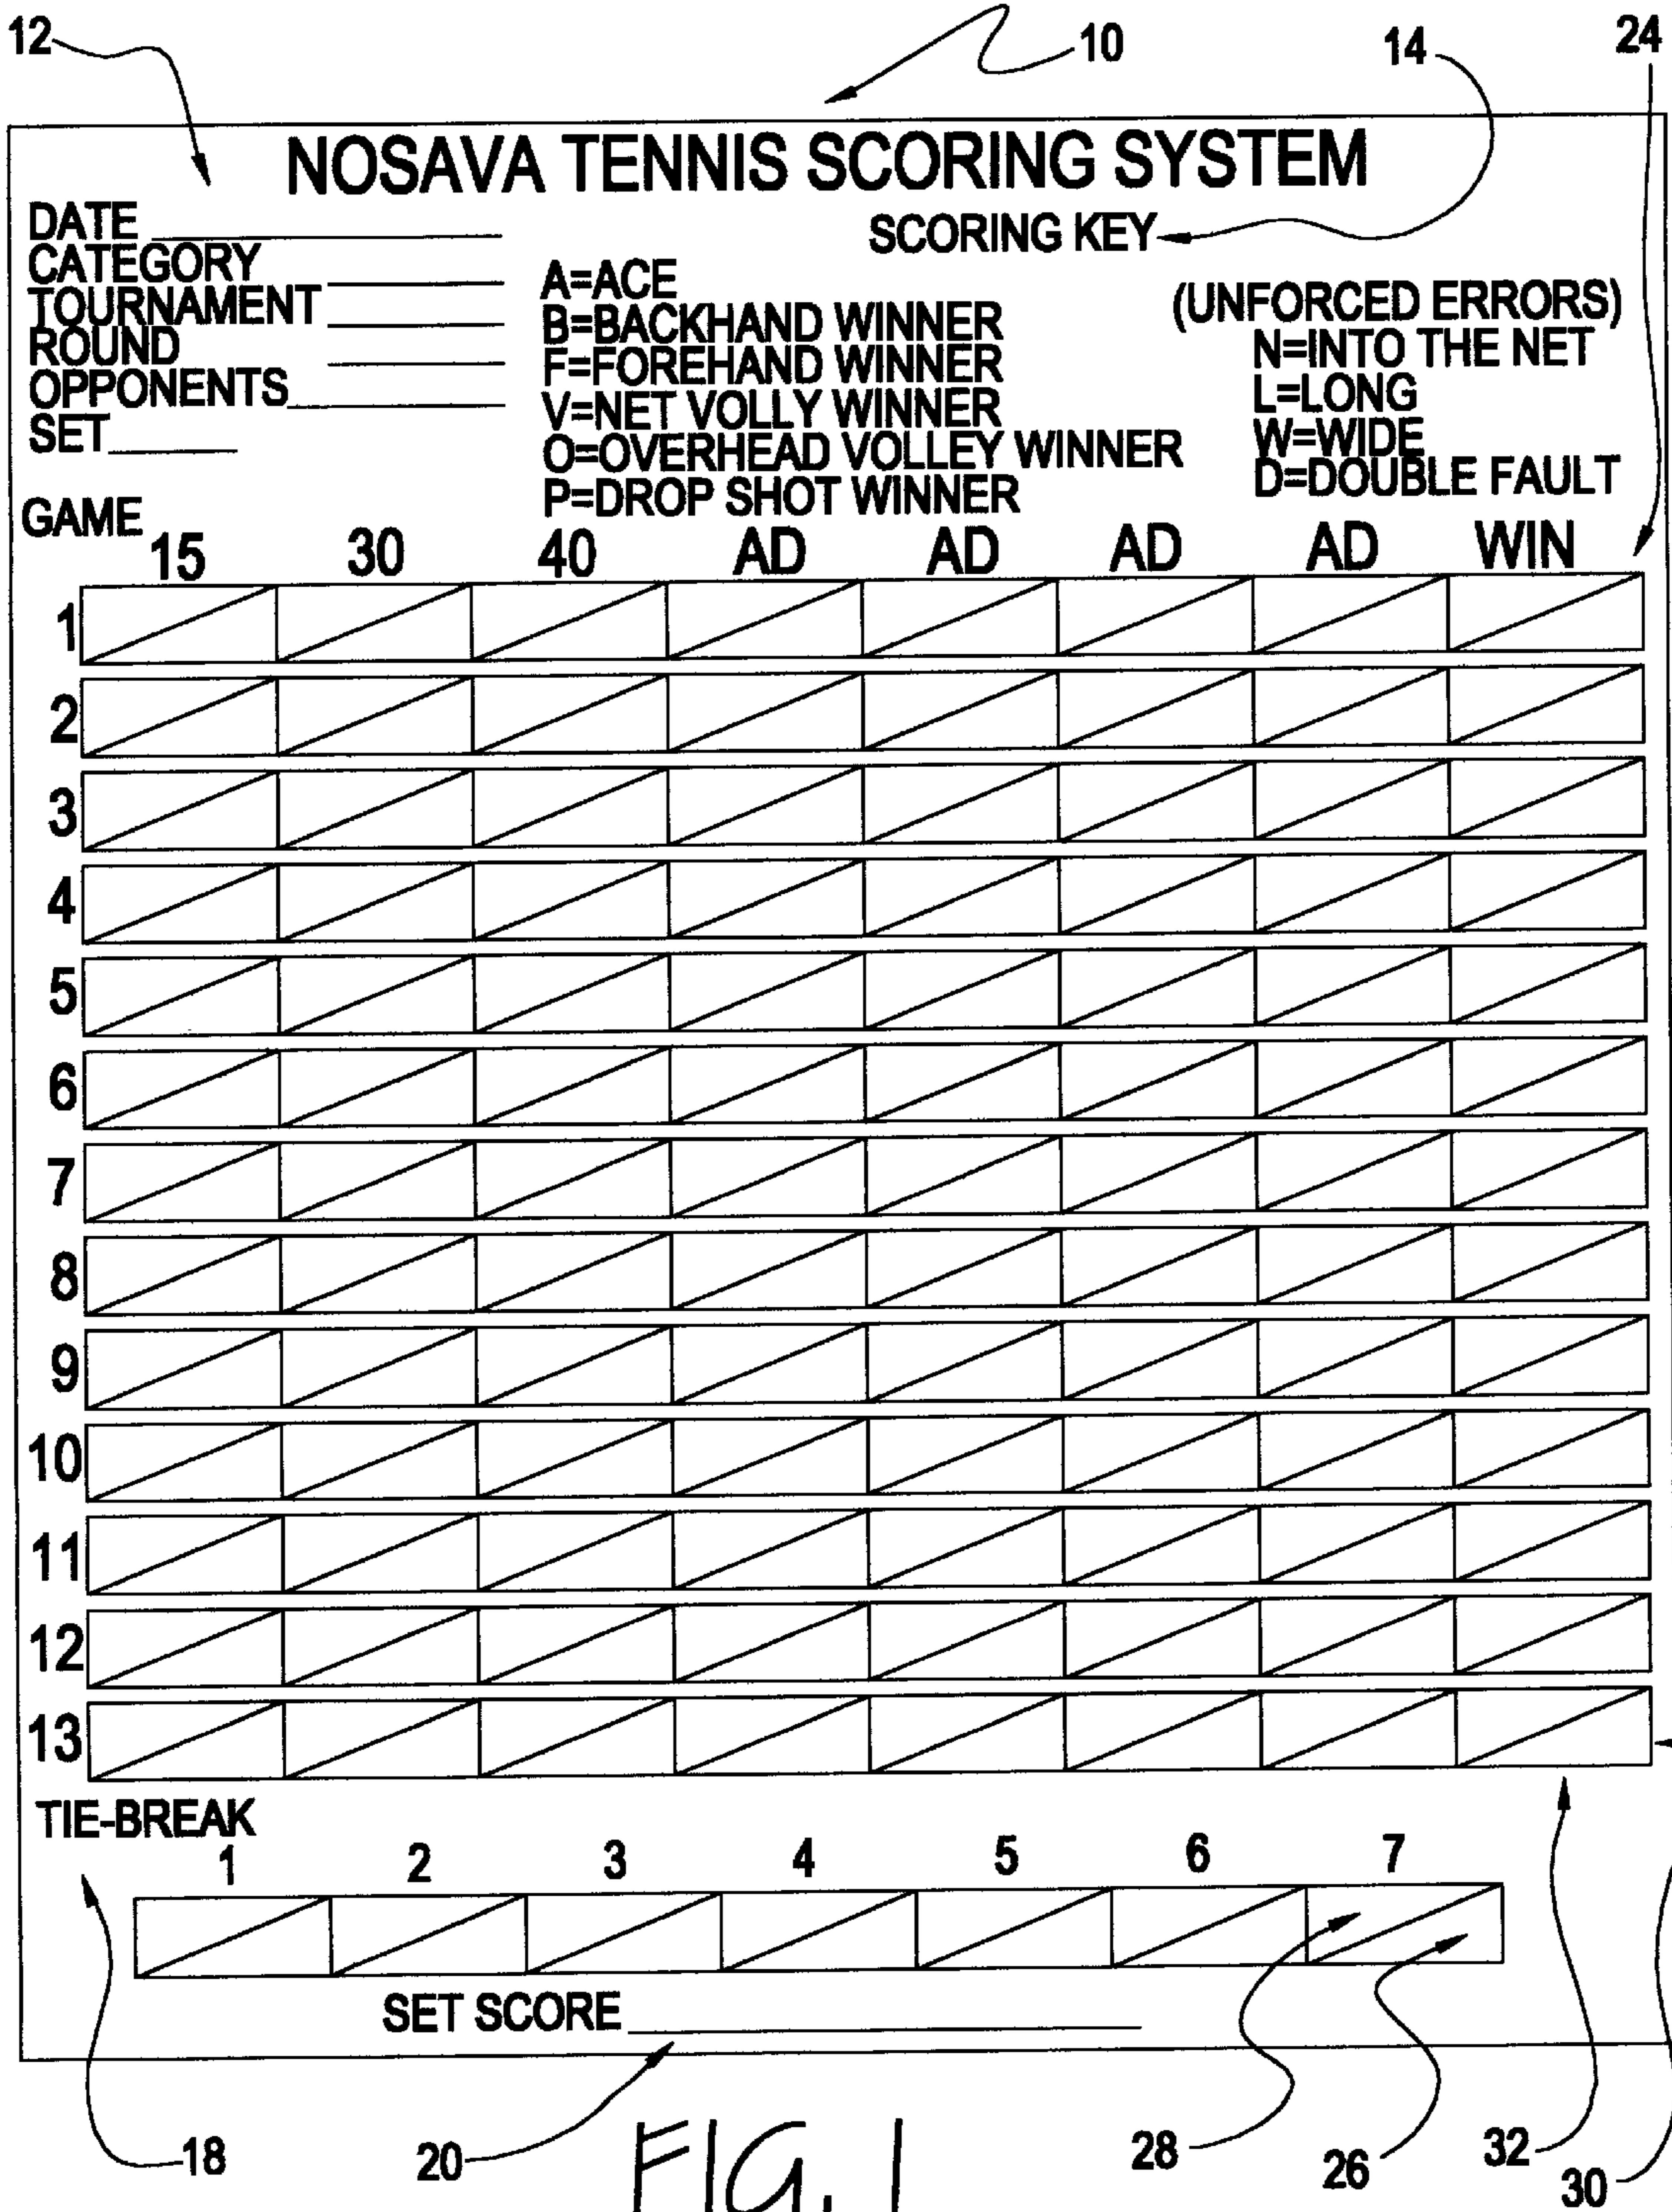 12 10 14 24
NOSAVA TENNIS SCORING SYSTEM
DATE
CATEGORY
TOURNAMENT
ROUND
OPPONENTS
SET
SCORING KEY
A=ACE
B=BACKHAND WINNER
F=FOREHAND WINNER
V=NET VOLLY WINNER
O=OVERHEAD VOLLEY WINNER
P=DROP SHOT WINNER
(UNFORCED ERRORS)
N=INTO THE NET
L=LONG
W=WIDE
D=DOUBLE FAULT
GAME
15 30 40 AD AD AD AD WIN
1
2
3
4
5
6
7
8
9
10
11
12
13
TIE-BREAK
1 2 3 4 5 6 7
SET SCORE
18 20 28 26 32 30
FIG. 1